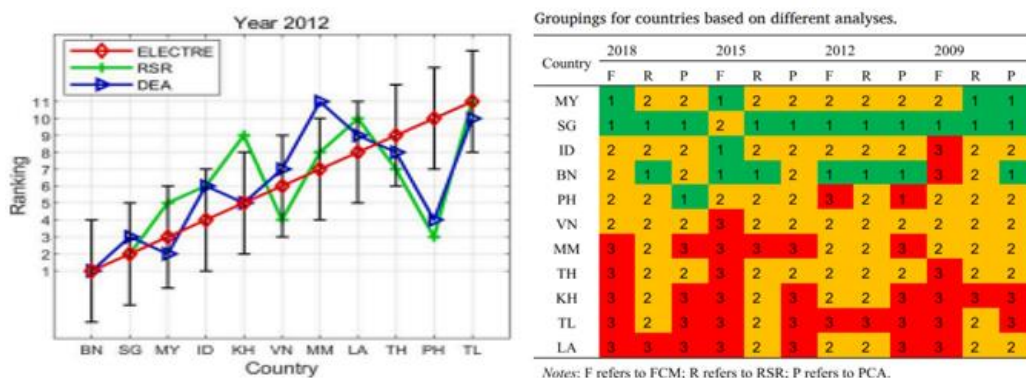 Year 2012
ELECTRE
RSR
DEA
Ranking
11
10
9
8
7
6
5
4
3
2
1
BN SG MY ID KH VN MM LA TH PH TL
Country
Groupings for countries based on different analyses.
Country 2018 2015 2012 2009
F R P F R P F R P F R P
MY 1 2 2 1 2 2 2 2 2 2 1 1
SG 1 1 1 2 1 1 1 1 1 1 1 1
ID 2 2 2 1 2 2 2 2 2 3 2 2
BN 2 1 2 1 1 2 1 1 1 3 2 1
PH 2 2 1 2 2 2 3 2 1 2 2 2
VN 2 2 2 3 2 2 2 2 2 2 2 2
MM 3 2 3 3 3 3 2 2 3 2 2 2
TH 3 2 2 3 2 2 2 2 2 3 2 2
KH 3 2 3 3 2 3 2 2 3 3 3 3
TL 3 2 3 3 2 3 3 3 3 3 2 3
LA 3 3 3 3 2 3 2 2 3 3 2 2
Notes: F refers to FCM; R refers to RSR; P refers to PCA.